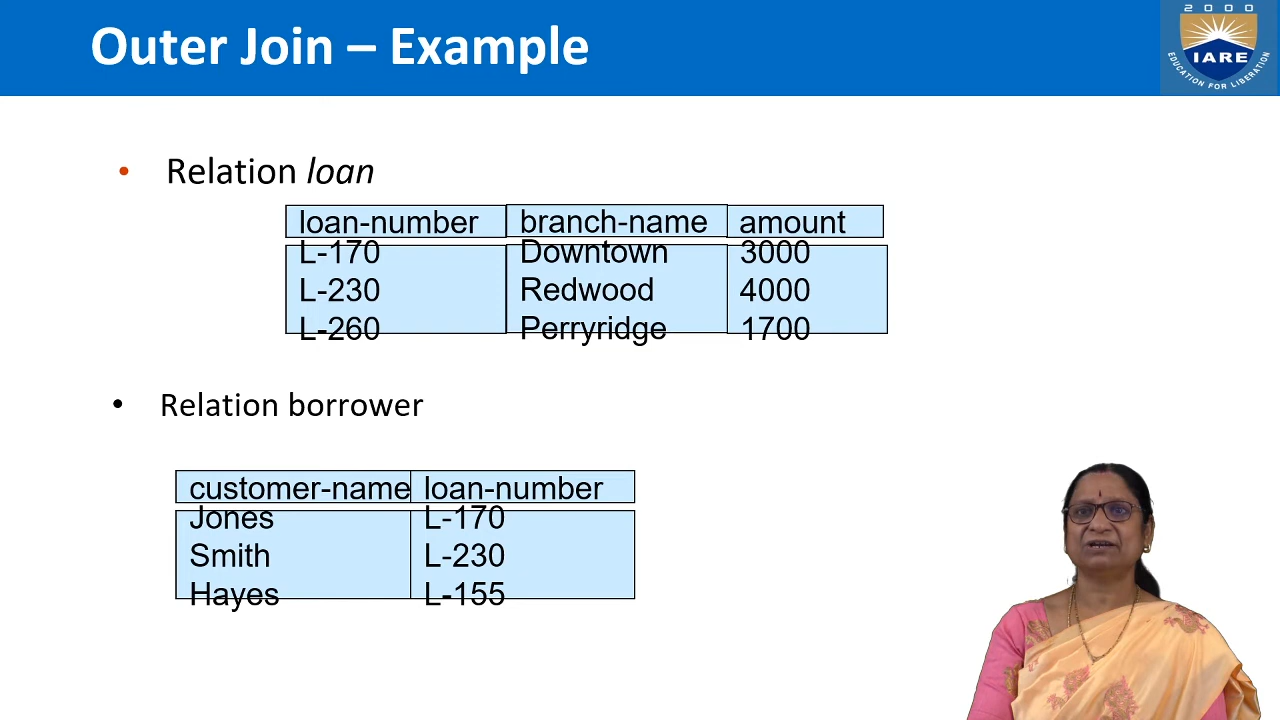 Outer Join – Example
2000
IARE
EDUCATION FOR LIBERATION
• Relation loan
loan-number branch-name amount
L-170 Downtown 3000
L-230 Redwood 4000
L-260 Perryridge 1700
• Relation borrower
customer-name loan-number
Jones L-170
Smith L-230
Hayes L-155